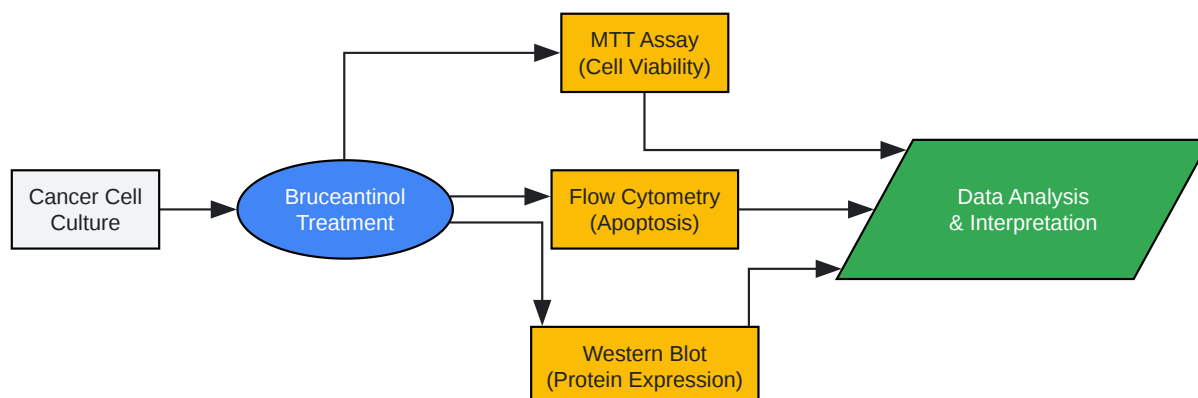 Cancer Cell
Culture
Bruceantinol
Treatment
MTT Assay
(Cell Viability)
Flow Cytometry
(Apoptosis)
Western Blot
(Protein Expression)
Data Analysis
& Interpretation